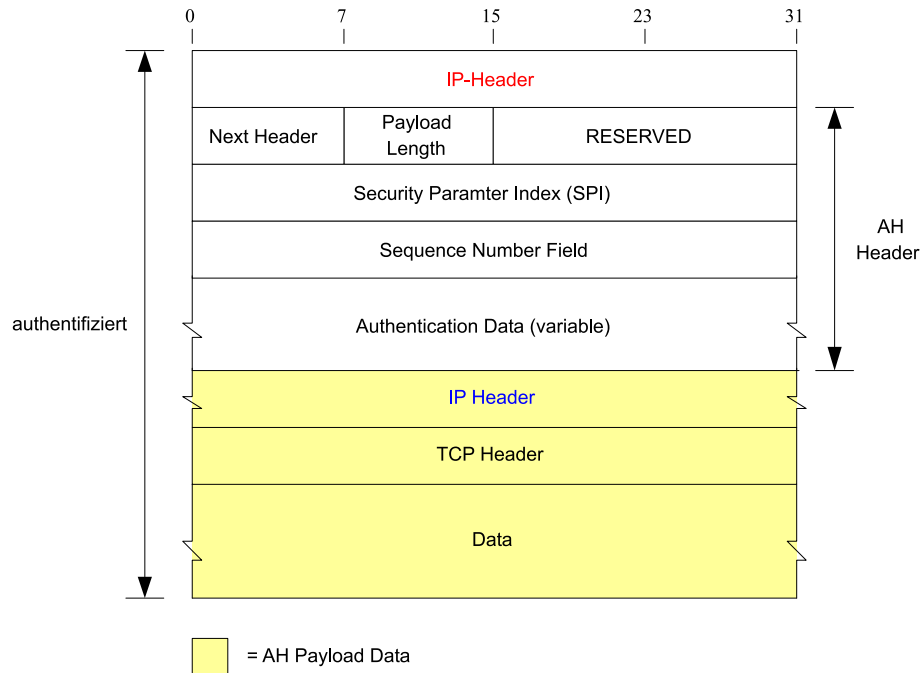 0 7 15 23 31
IP-Header
Next Header
Payload
Length
RESERVED
Security Paramter Index (SPI)
Sequence Number Field
AH
Header
authentifiziert
Authentication Data (variable)
IP Header
TCP Header
Data
= AH Payload Data